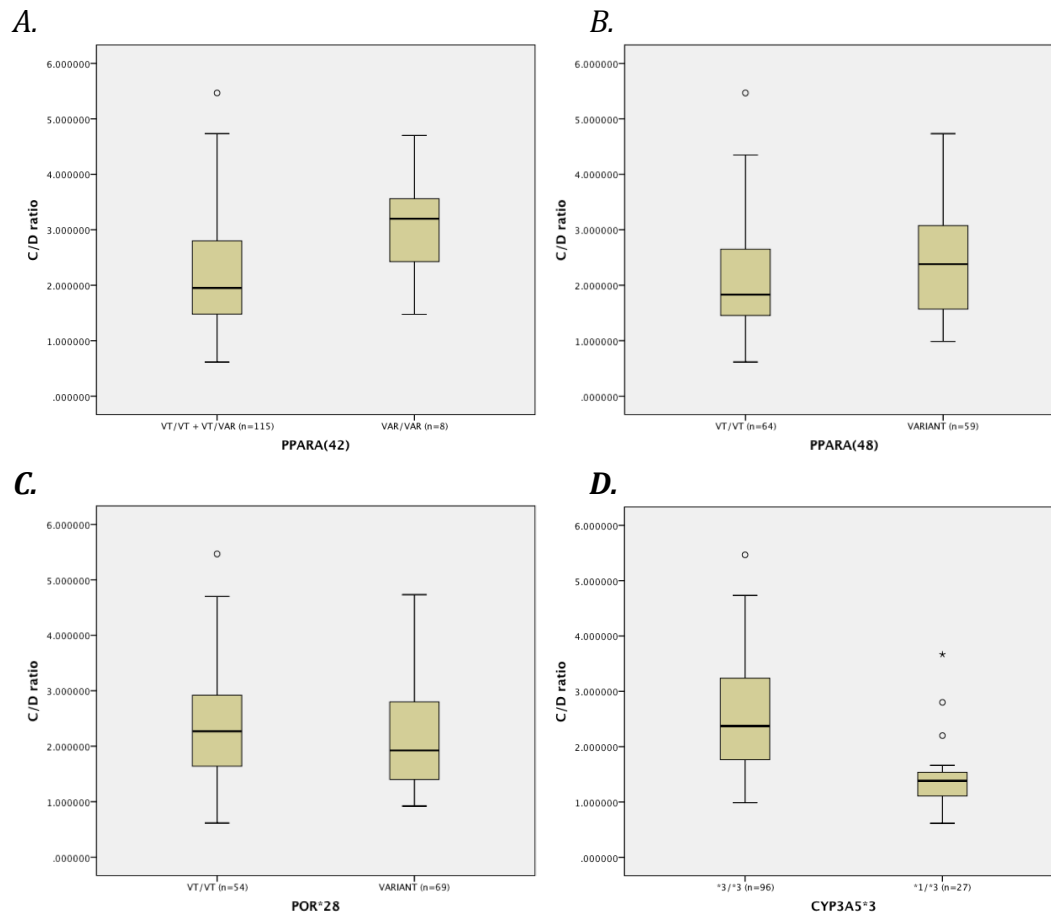 A.
B.
6.000000
5.000000
4.000000
3.000000
2.000000
1.000000
.000000
C/D ratio
VT/VT + VT/VAR (n=115)
VAR/VAR (n=8)
PPARA(42)
6.000000
5.000000
4.000000
3.000000
2.000000
1.000000
.000000
C/D ratio
VT/VT (n=64)
VARIANT (n=59)
PPARA(48)
C.
D.
6.000000
5.000000
4.000000
3.000000
2.000000
1.000000
.000000
C/D ratio
VT/VT (n=54)
VARIANT (n=69)
POR*28
6.000000
5.000000
4.000000
3.000000
2.000000
1.000000
.000000
C/D ratio
*3/*3 (n=96)
*1/*3 (n=27)
CYP3A5*3